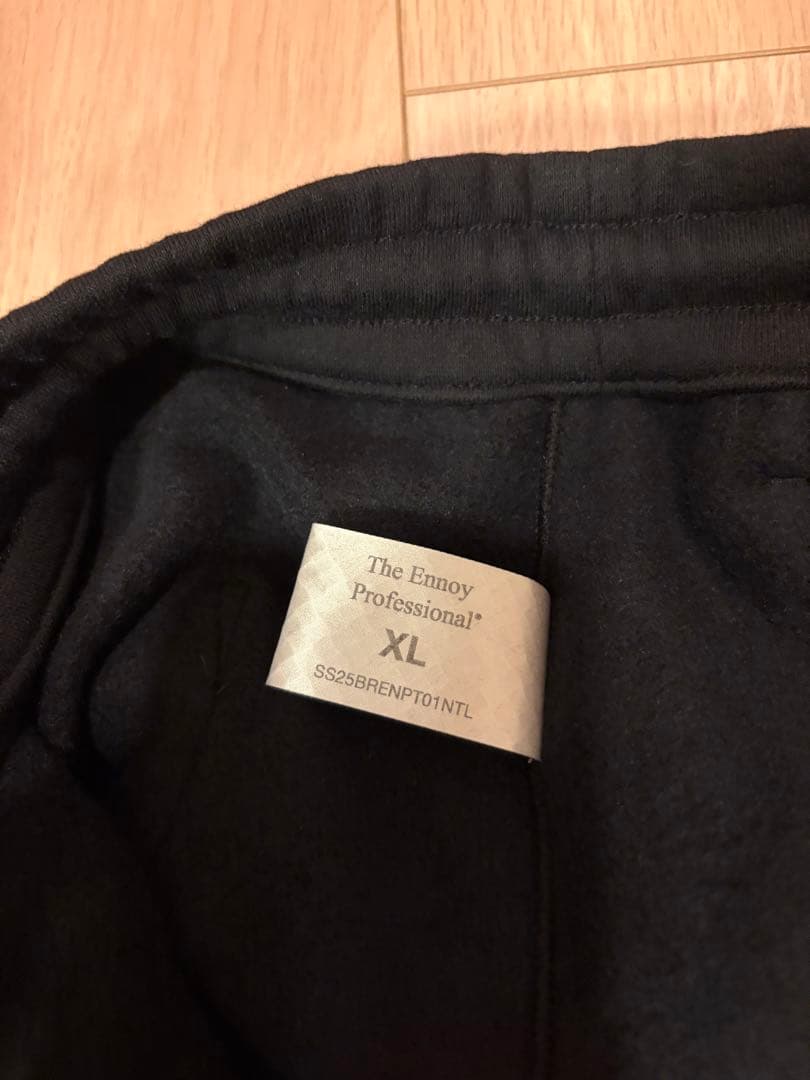 The Ennoy
Professional®
XL
SS25BRENPT01NTL